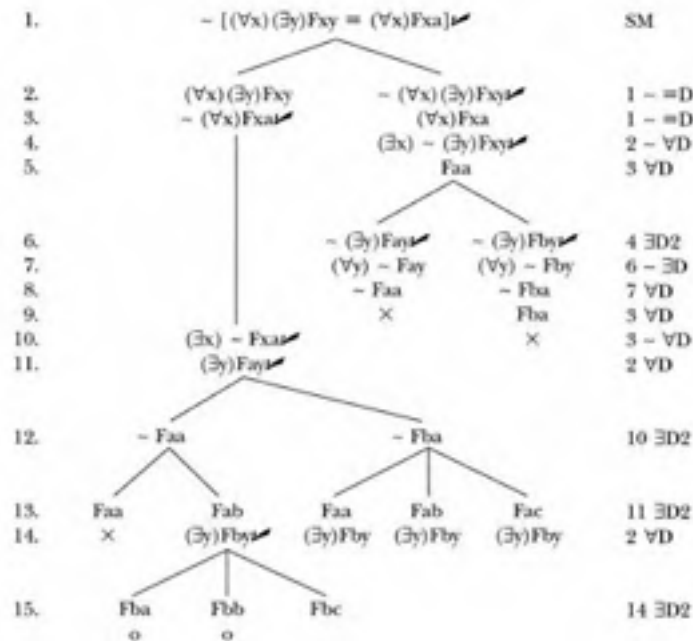 1. ~ [(∀x)(∃y)Fxy ≡ (∀x)Fxa]✓ SM
2. (∀x)(∃y)Fxy ~ (∀x)(∃y)Fxy✓ 1 ~ ≡D
3. ~ (∀x)Fxa✓ (∀x)Fxa 1 ~ ≡D
4. (∃x) ~ (∃y)Fxy✓ 2 ~ ∀D
5. Faa 3 ∀D
6. ~ (∃y)Fay✓ ~ (∃y)Fby✓ 4 ∃D2
7. (∀y) ~ Fay (∀y) ~ Fby 6 ~ ∃D
8. ~ Faa ~ Fba 7 ∀D
9. × Fba 3 ∀D
10. (∃x) ~ Fxa✓ × 3 ~ ∀D
11. (∃y)Fay✓ 2 ∀D
12. ~ Faa ~ Fba 10 ∃D2
13. Faa Fab Faa Fab Fac 11 ∃D2
14. × (∃y)Fby✓ (∃y)Fby (∃y)Fby (∃y)Fby 2 ∀D
15. Fba Fbb Fbc 14 ∃D2
o o